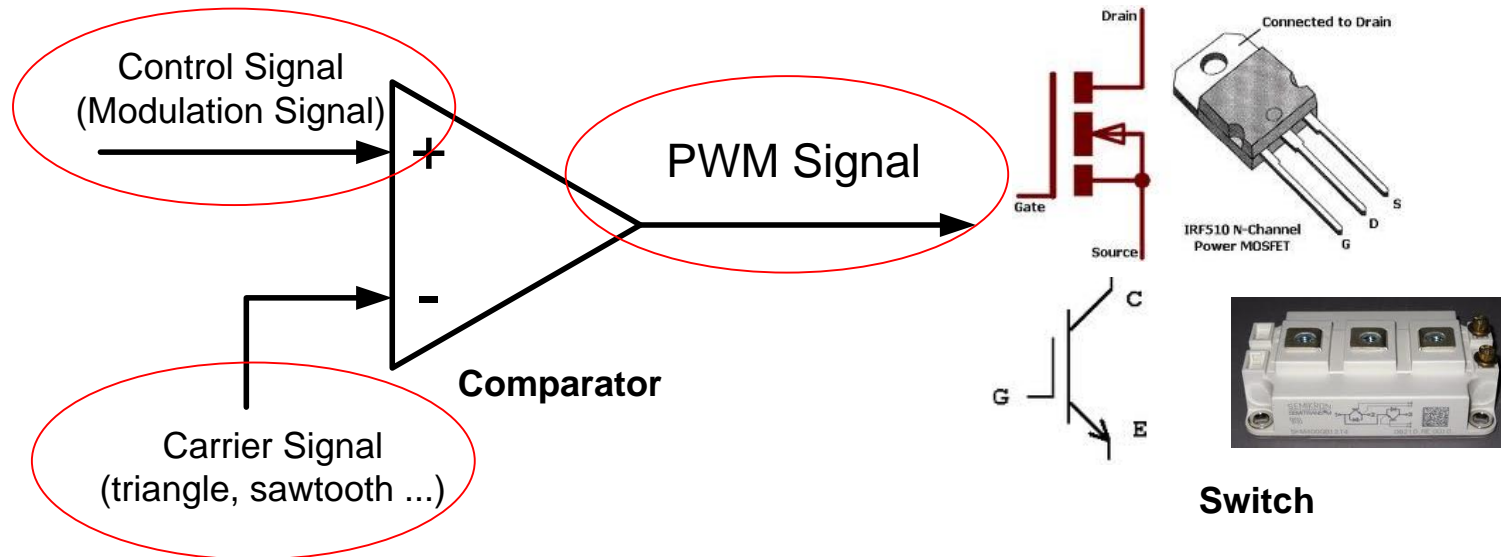 Control Signal
(Modulation Signal)
+
-
Comparator
Carrier Signal
(triangle, sawtooth ...)
PWM Signal
Drain
Gate
Source
Connected to Drain
S
D
G
IRF510 N-Channel
Power MOSFET
C
G
E
SEMIKRON
Switch